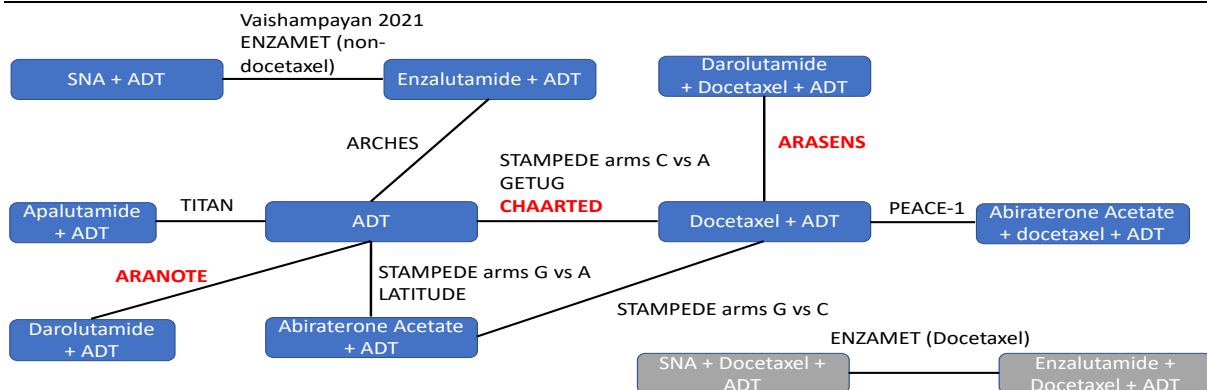 Vaishampayan 2021
ENZAMET (non-
docetaxel)
SNA + ADT
Enzalutamide + ADT
Darolutamide
+ Docetaxel + ADT
ARCHES
ARASENS
STAMPEDE arms C vs A
GETUG
CHAARTED
TITAN
Apalutamide
+ ADT
ADT
Docetaxel + ADT
PEACE-1
Abiraterone Acetate
+ docetaxel + ADT
ARANOTE
STAMPEDE arms G vs A
LATITUDE
STAMPEDE arms G vs C
Darolutamide
+ ADT
Abiraterone Acetate
+ ADT
ENZAMET (Docetaxel)
SNA + Docetaxel +
ADT
Enzalutamide +
Docetaxel + ADT